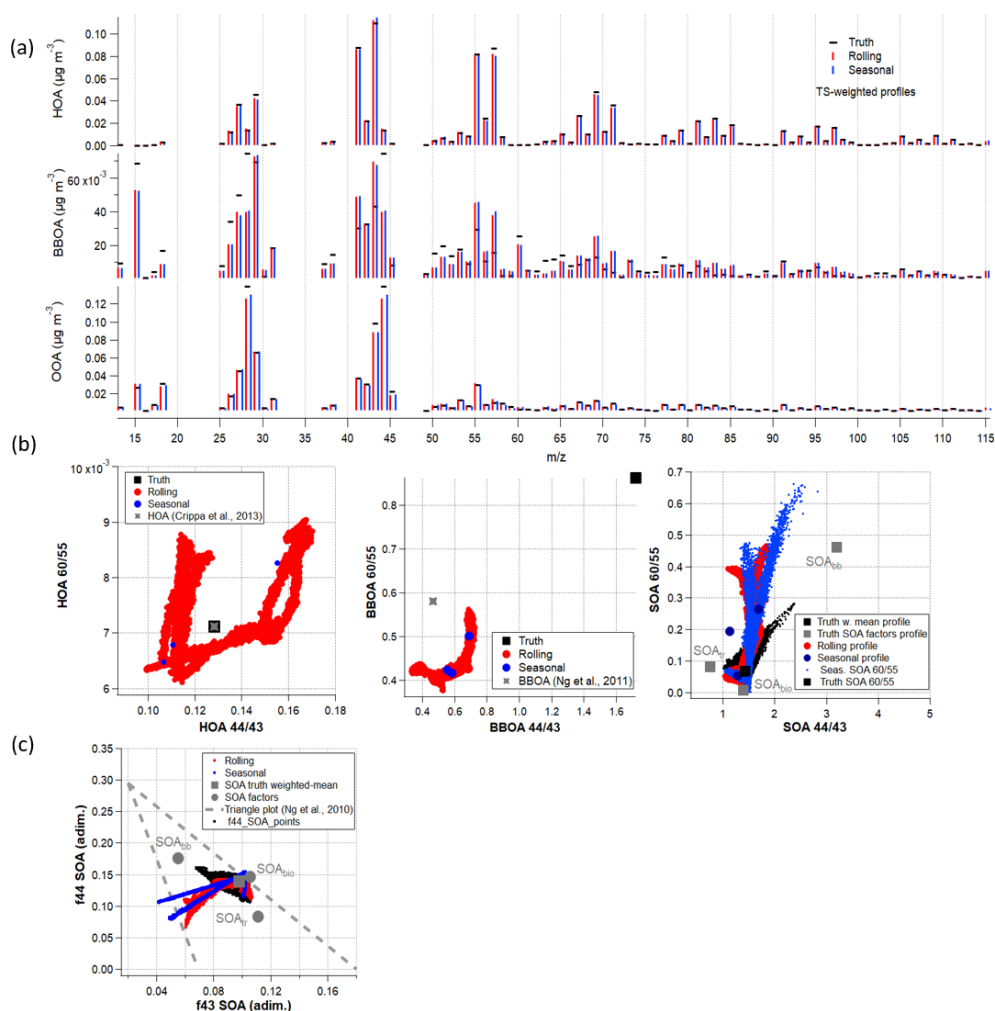 (a)
HOA (µg m⁻³)
0.10
0.08
0.06
0.04
0.02
0.00
Truth
Rolling
Seasonal
TS-weighted profiles
BBOA (µg m⁻³)
60 x10⁻³
40
20
OOA (µg m⁻³)
0.12
0.10
0.08
0.06
0.04
0.02
15 20 25 30 35 40 45 50 55 60 65 70 75 80 85 90 95 100 105 110 115
m/z
(b)
HOA 60/55
10 x10⁻³
9
8
7
6
Truth
Rolling
Seasonal
HOA (Crippa et al., 2013)
0.10 0.12 0.14 0.16 0.18
HOA 44/43
BBOA 60/55
0.8
0.7
0.6
0.5
0.4
Truth
Rolling
Seasonal
BBOA (Ng et al., 2011)
0.4 0.6 0.8 1.0 1.2 1.4 1.6
BBOA 44/43
SOA 60/55
0.7
0.6
0.5
0.4
0.3
0.2
0.1
0.0
SOAbb
SOAtr
SOAbio
Truth w. mean profile
Truth SOA factors profile
Rolling profile
Seasonal profile
Seas. SOA 60/55
Truth SOA 60/55
1 2 3 4 5
SOA 44/43
(c)
f44 SOA (adim.)
0.35
0.30
0.25
0.20
0.15
0.10
0.05
0.00
Rolling
Seasonal
SOA truth weighted-mean
SOA factors
Triangle plot (Ng et al., 2010)
f44_SOA_points
SOAbb
SOAbio
SOAtr
0.04 0.08 0.12 0.16
f43 SOA (adim.)